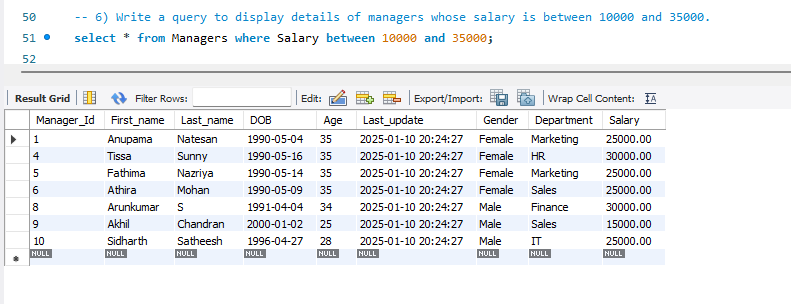 50 -- 6) Write a query to display details of managers whose salary is between 10000 and 35000.
51 select * from Managers where Salary between 10000 and 35000;
52
Result Grid Filter Rows: Edit: Export/Import: Wrap Cell Content:
Manager_Id First_name Last_name DOB Age Last_update Gender Department Salary
1 Anupama Natesan 1990-05-04 35 2025-01-10 20:24:27 Female Marketing 25000.00
4 Tissa Sunny 1990-05-16 35 2025-01-10 20:24:27 Female HR 30000.00
5 Fathima Nazriya 1990-05-14 35 2025-01-10 20:24:27 Female Marketing 25000.00
6 Athira Mohan 1990-05-09 35 2025-01-10 20:24:27 Female Sales 25000.00
8 Arunkumar S 1991-04-04 34 2025-01-10 20:24:27 Male Finance 30000.00
9 Akhil Chandran 2000-01-02 25 2025-01-10 20:24:27 Male Sales 15000.00
10 Sidharth Satheesh 1996-04-27 28 2025-01-10 20:24:27 Male IT 25000.00
NULL NULL NULL NULL NULL NULL NULL NULL NULL